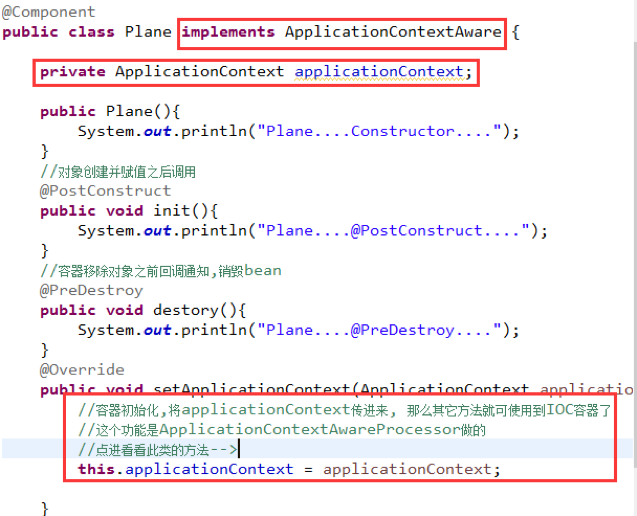 @Component
public class Plane implements ApplicationContextAware {
private ApplicationContext applicationContext;
public Plane(){
System.out.println("Plane....Constructor....");
}
//对象创建并赋值之后调用
@PostConstruct
public void init(){
System.out.println("Plane....@PostConstruct....");
}
//容器移除对象之前回调通知,销毁bean
@PreDestroy
public void destory(){
System.out.println("Plane....@PreDestroy....");
}
@Override
public void setApplicationContext(ApplicationContext applicatio
//容器初始化,将applicationContext传进来, 那么其它方法就可使用到IOC容器了
//这个功能是ApplicationContextAwareProcessor做的
//点进看看此类的方法-->
this.applicationContext = applicationContext;
}